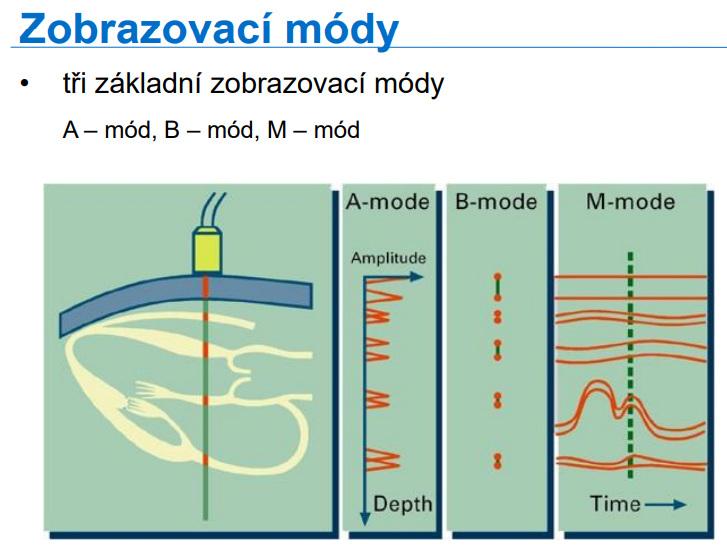 Zobrazovací módy
• tři základní zobrazovací módy
A – mód, B – mód, M – mód
A-mode
B-mode
M-mode
Amplitude
Depth
Time